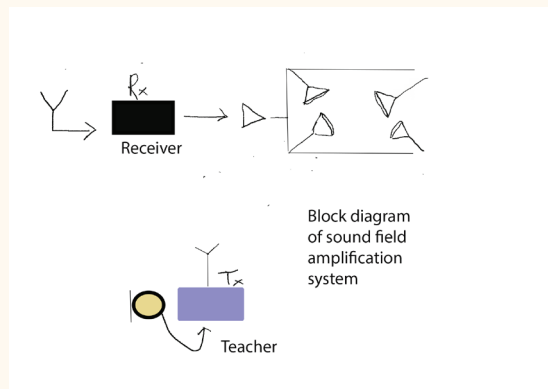 Rx
Receiver
Block diagram
of sound field
amplification
system
Tx
Teacher